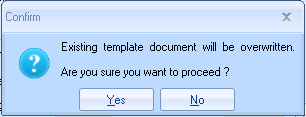 Confirm
Existing template document will be overwritten.
Are you sure you want to proceed ?
Yes No